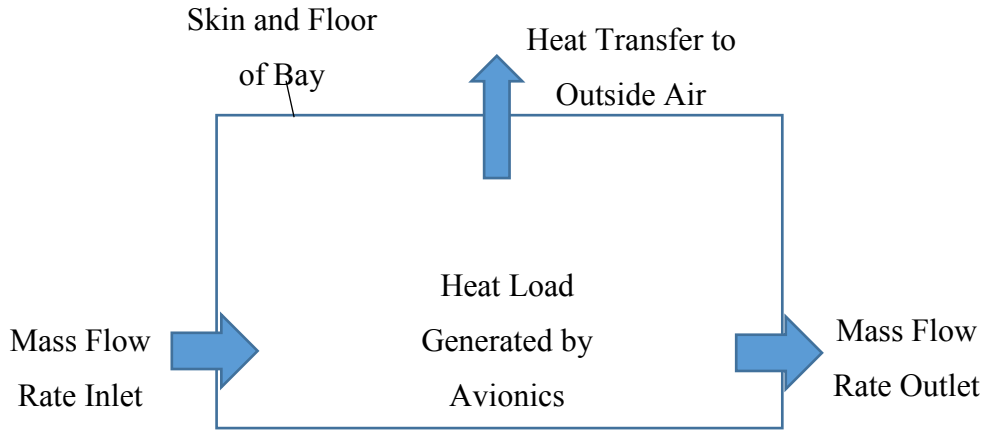 Skin and Floor
of Bay
Heat Transfer to
Outside Air
Heat Load
Generated by
Avionics
Mass Flow
Rate Inlet
Mass Flow
Rate Outlet